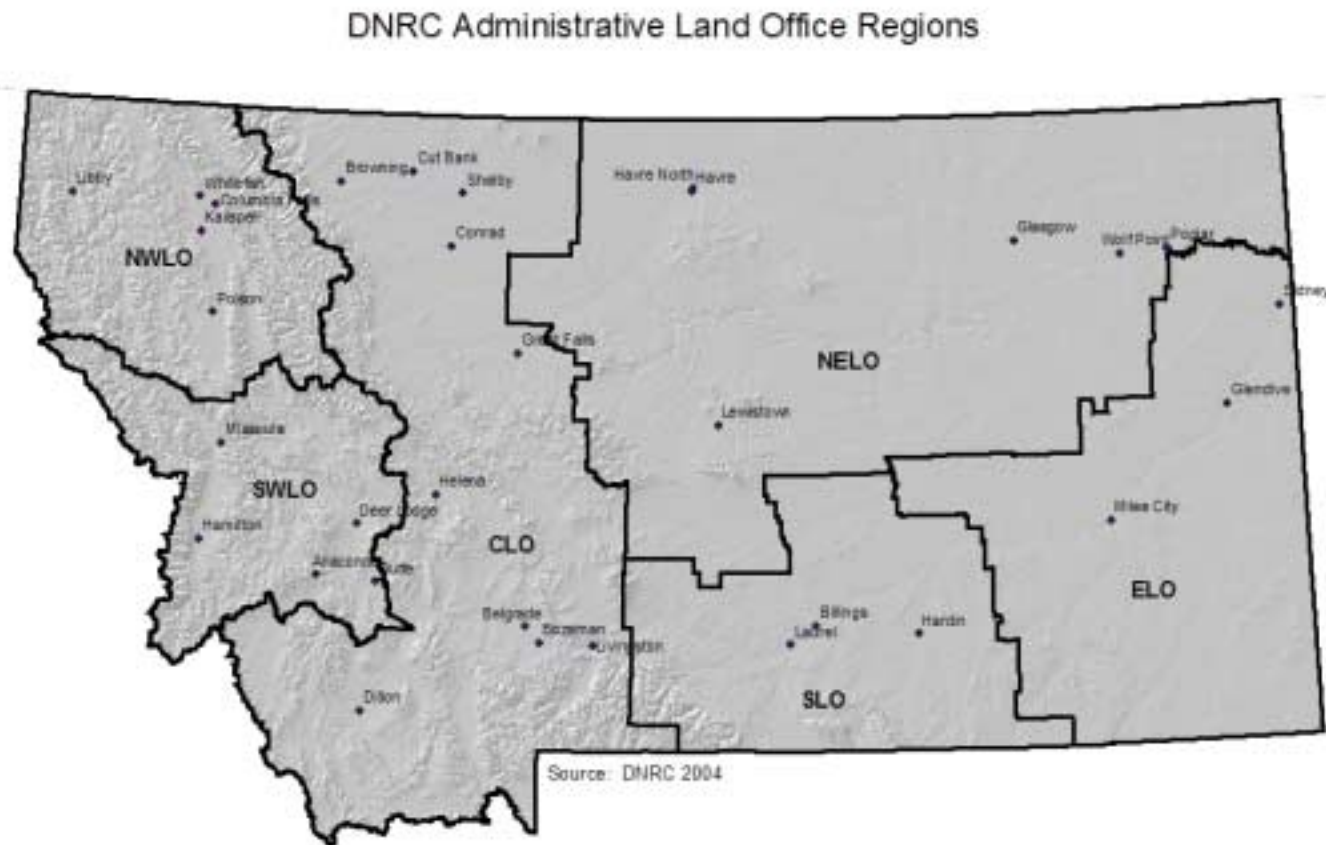 DNRC Administrative Land Office Regions
Libby
Whitefish
Columbia Falls
Kalispell
NWLO
Polson
Browning
Cut Bank
Shelby
Conrad
Great Falls
Havre North
Havre
Glasgow
Wolf Point
Poplar
Sidney
NELO
Glendive
Lewistown
Missoula
SWLO
Hamilton
Deer Lodge
Anaconda
Butte
Helena
CLO
Miles City
ELO
Belgrade
Bozeman
Livingston
Billings
Laurel
Hardin
SLO
Dillon
Source: DNRC 2004